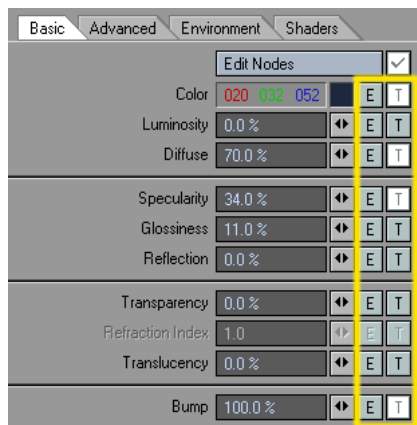 Basic Advanced Environment Shaders
Edit Nodes
Color 020 032 052 E T
Luminosity 0.0 % E T
Diffuse 70.0 % E T
Specularity 34.0 % E T
Glossiness 11.0 % E T
Reflection 0.0 % E T
Transparency 0.0 % E T
Refraction Index 1.0 E T
Translucency 0.0 % E T
Bump 100.0 % E T